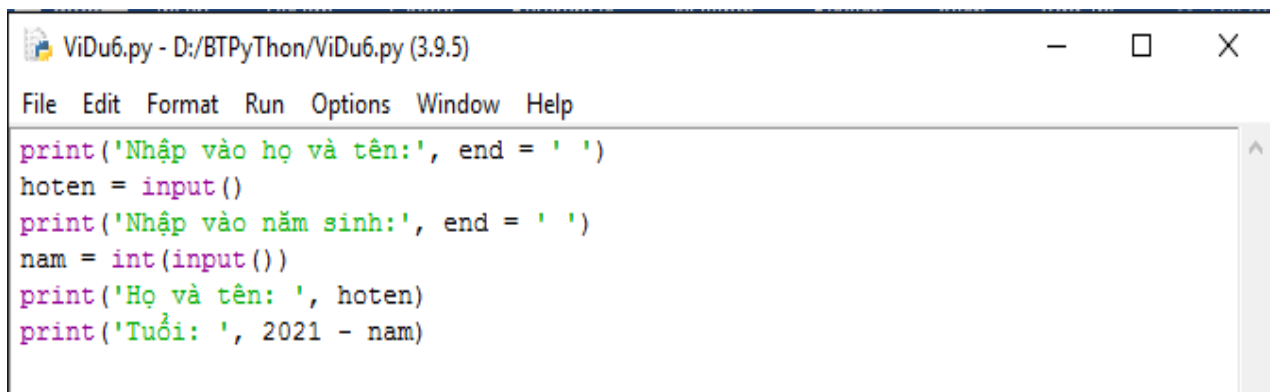 ViDu6.py - D:/BTPyThon/ViDu6.py (3.9.5)
File Edit Format Run Options Window Help
print('Nhập vào họ và tên:', end = ' ')
hoten = input()
print('Nhập vào năm sinh:', end = ' ')
nam = int(input())
print('Họ và tên: ', hoten)
print('Tuổi: ', 2021 - nam)